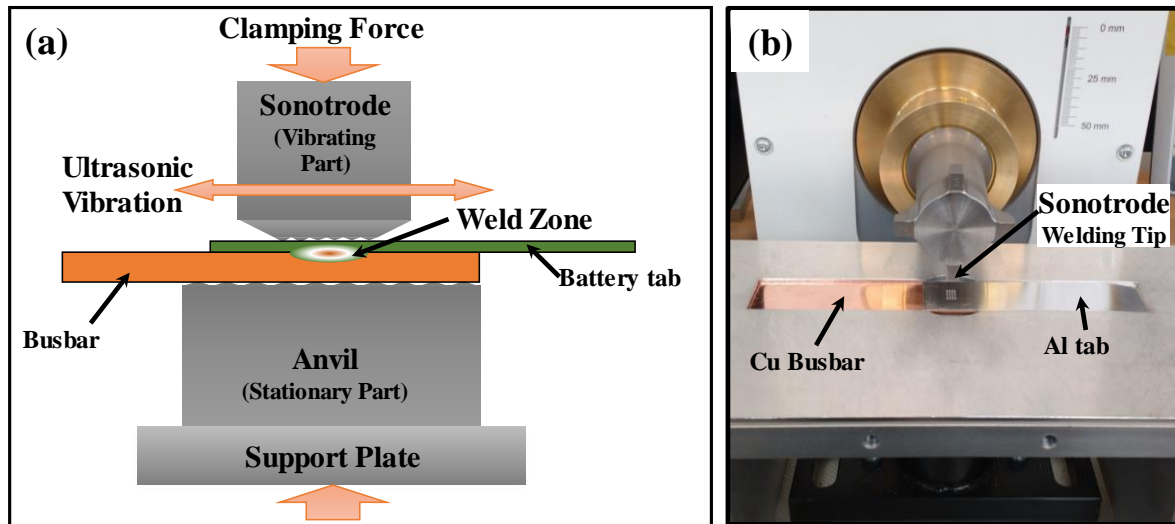 (a)
Clamping Force
Sonotrode
(Vibrating
Part)
Ultrasonic
Vibration
Weld Zone
Battery tab
Busbar
Anvil
(Stationary Part)
Support Plate
(b)
0 mm
25 mm
50 mm
Sonotrode
Welding Tip
Cu Busbar
Al tab